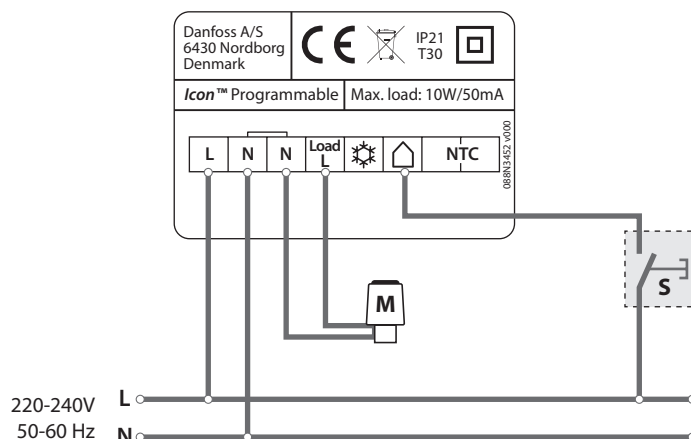 Danfoss A/S
6430 Nordborg
Denmark
CE
IP21
T30
Icon™ Programmable
Max. load: 10W/50mA
L N N Load L NTC
088N3452 v000
M
S
220-240V L
50-60 Hz N